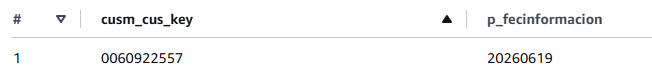 # cusm_cus_key p_fecinformacion
1 0060922557 20260619